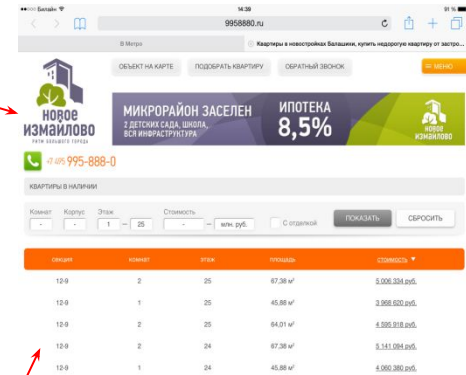 Билайн 14:39 91 %
9958880.ru
В Метро Квартиры в новостройках Балашихи, купить недорогую квартиру от застро...
ОБЪЕКТ НА КАРТЕ ПОДОБРАТЬ КВАРТИРУ ОБРАТНЫЙ ЗВОНОК МЕНЮ
НОВОЕ
ИЗМАЙЛОВО
РИТМ БОЛЬШОГО ГОРОДА
МИКРОРАЙОН ЗАСЕЛЕН
2 ДЕТСКИХ САДА, ШКОЛА,
ВСЯ ИНФРАСТРУКТУРА
ИПОТЕКА
8,5%
НОВОЕ
ИЗМАЙЛОВО
+7 495 995-888-0
КВАРТИРЫ В НАЛИЧИИ
Комнат Корпус Этаж Стоимость
- - 1 – 25 - – млн. руб. С отделкой ПОКАЗАТЬ СБРОСИТЬ
СЕКЦИЯ КОМНАТ ЭТАЖ ПЛОЩАДЬ СТОИМОСТЬ ▼
12-9 2 25 67,38 м² 5 006 334 руб.
12-9 1 25 45,88 м² 3 968 620 руб.
12-9 2 25 64,01 м² 4 595 918 руб.
12-9 2 24 67,38 м² 5 141 094 руб.
12-9 1 24 45,88 м² 4 060 380 руб.